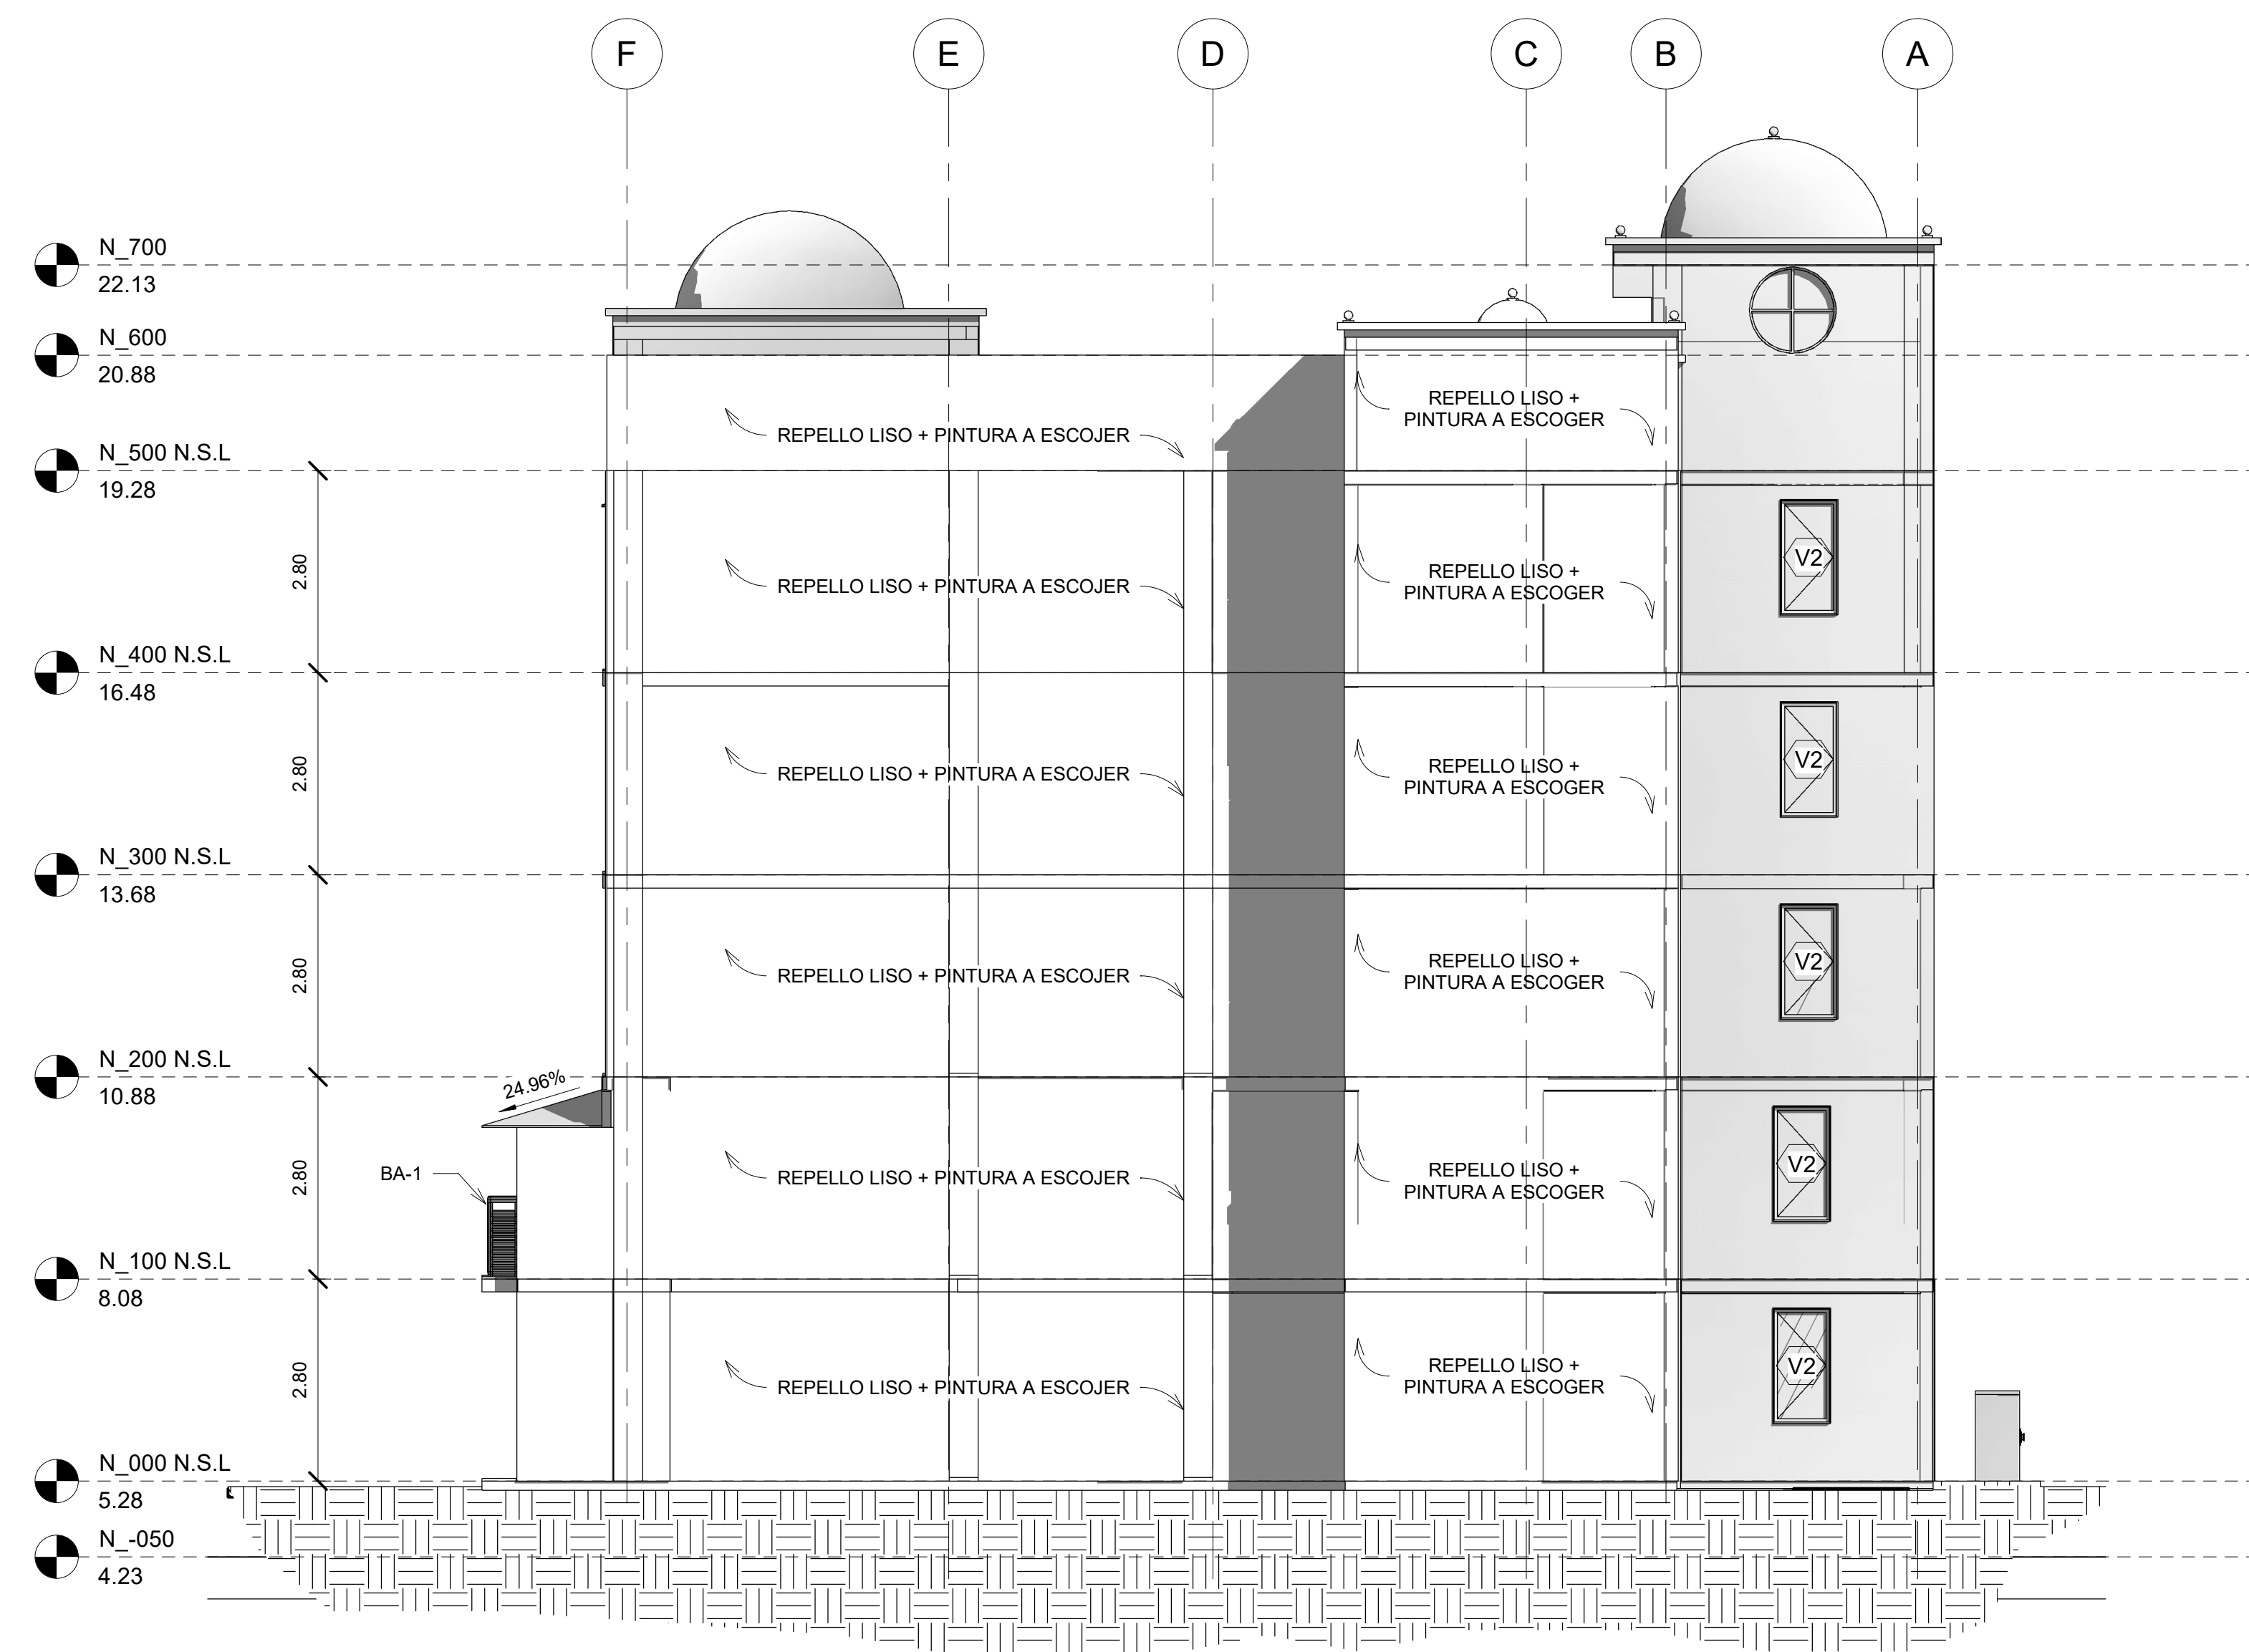 F E D C B A
N_700
22.13
N_600
20.88
REPELLO LISO +
PINTURA A ESCOGER
REPELLO LISO + PINTURA A ESCOJER
N_500 N.S.L
19.28
2.80
REPELLO LISO + PINTURA A ESCOJER
REPELLO LISO +
PINTURA A ESCOGER
V2
N_400 N.S.L
16.48
2.80
REPELLO LISO + PINTURA A ESCOJER
REPELLO LISO +
PINTURA A ESCOGER
V2
N_300 N.S.L
13.68
2.80
REPELLO LISO + PINTURA A ESCOJER
REPELLO LISO +
PINTURA A ESCOGER
V2
N_200 N.S.L
10.88
24.96%
2.80
BA-1
REPELLO LISO + PINTURA A ESCOJER
REPELLO LISO +
PINTURA A ESCOGER
V2
N_100 N.S.L
8.08
2.80
REPELLO LISO + PINTURA A ESCOJER
REPELLO LISO +
PINTURA A ESCOGER
V2
N_000 N.S.L
5.28
N_-050
4.23